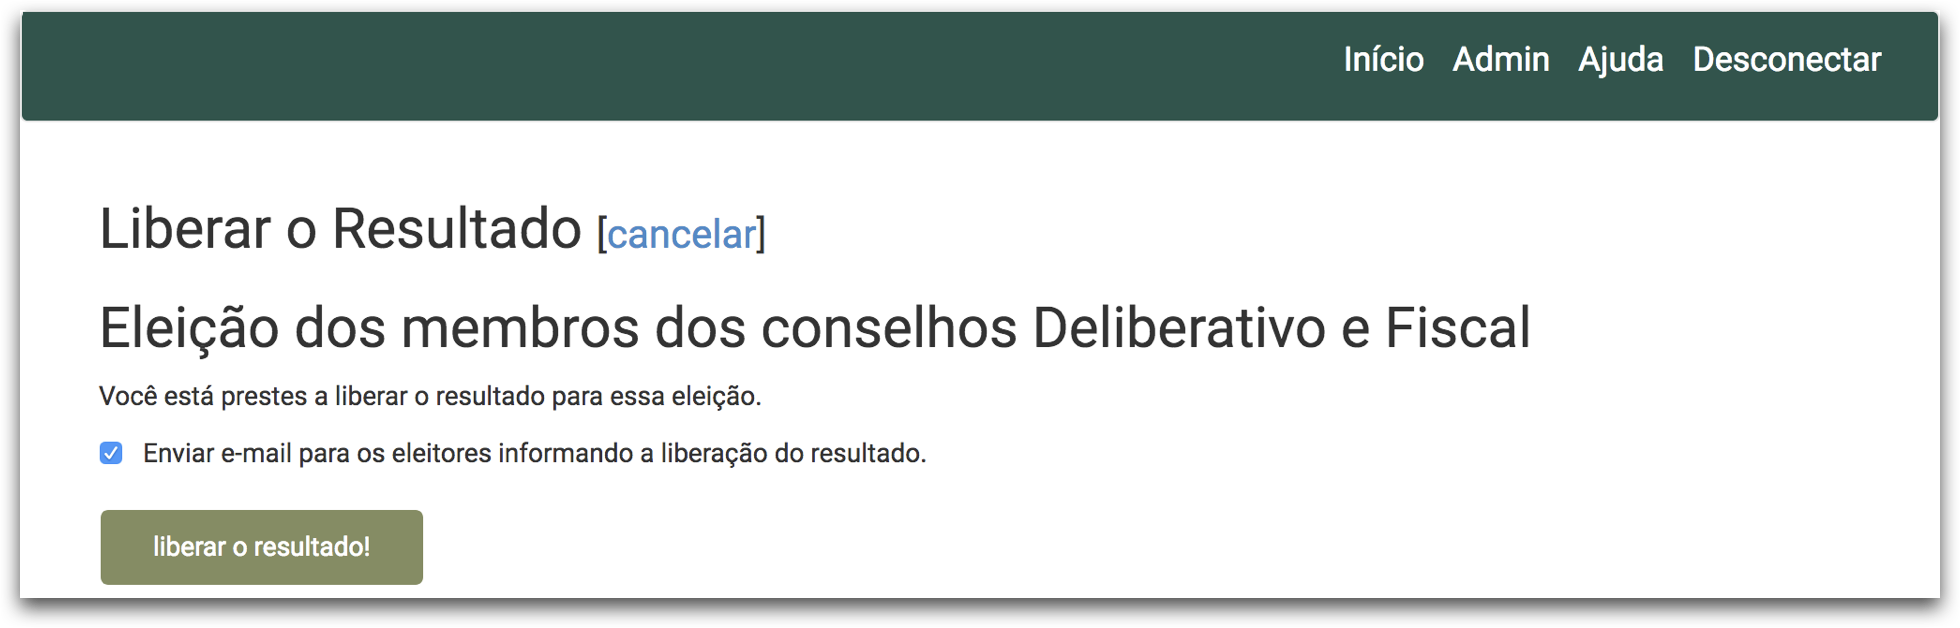 Início Admin Ajuda Desconectar
Liberar o Resultado [cancelar]
Eleição dos membros dos conselhos Deliberativo e Fiscal
Você está prestes a liberar o resultado para essa eleição.
Enviar e-mail para os eleitores informando a liberação do resultado.
liberar o resultado!